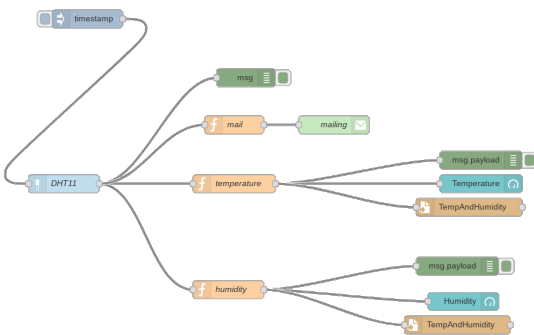 timestamp
msg
mail
mailing
msg.payload
DHT11
temperature
Temperature
TempAndHumidity
msg.payload
humidity
Humidity
TempAndHumidity